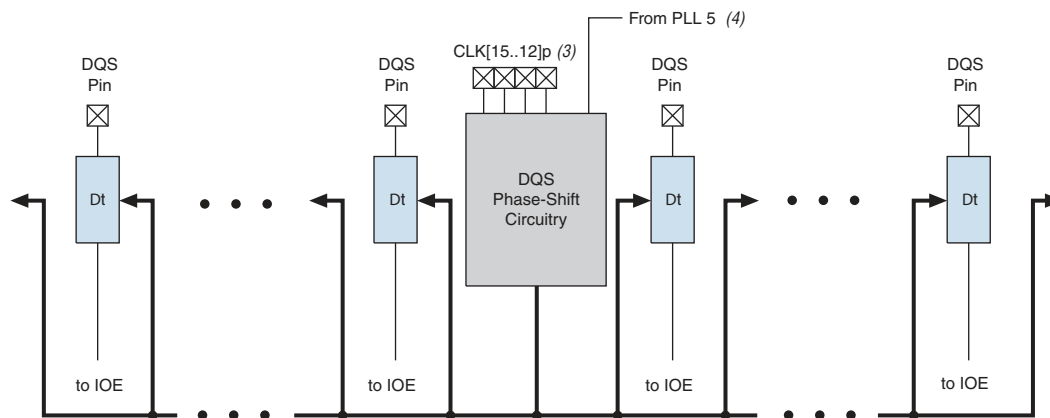 From PLL 5 (4)
CLK[15..12]p (3)
DQS
Pin
DQS
Pin
DQS
Pin
DQS
Pin
Dt
Dt
DQS
Phase-Shift
Circuitry
Dt
Dt
to IOE
to IOE
to IOE
to IOE